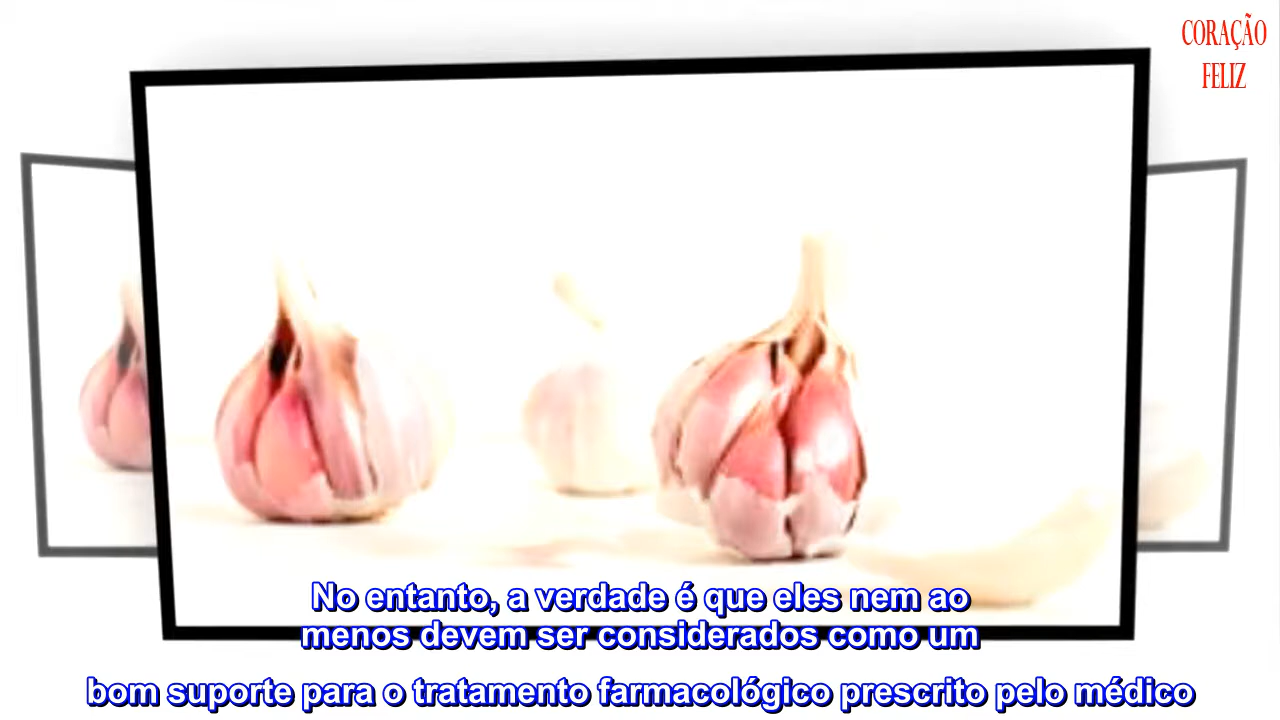 CORAÇÃO
FELIZ
No entanto, a verdade é que eles nem ao
menos devem ser considerados como um
bom suporte para o tratamento farmacológico prescrito pelo médico